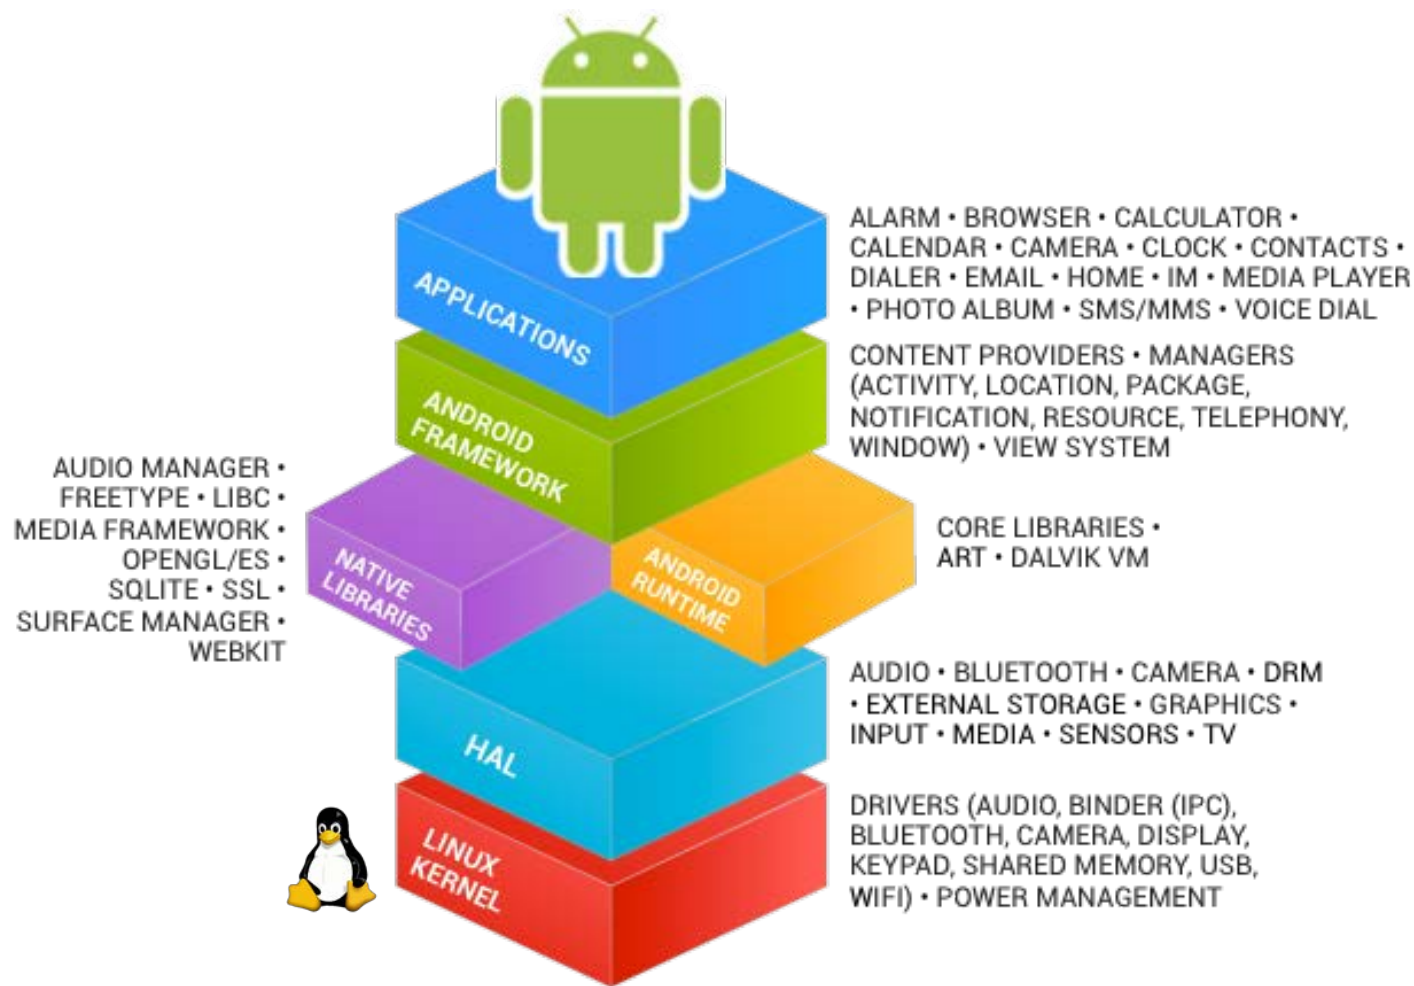 APPLICATIONS
ALARM • BROWSER • CALCULATOR •
CALENDAR • CAMERA • CLOCK • CONTACTS •
DIALER • EMAIL • HOME • IM • MEDIA PLAYER
• PHOTO ALBUM • SMS/MMS • VOICE DIAL
ANDROID
FRAMEWORK
CONTENT PROVIDERS • MANAGERS
(ACTIVITY, LOCATION, PACKAGE,
NOTIFICATION, RESOURCE, TELEPHONY,
WINDOW) • VIEW SYSTEM
AUDIO MANAGER •
FREETYPE • LIBC •
MEDIA FRAMEWORK •
OPENGL/ES •
SQLITE • SSL •
SURFACE MANAGER •
WEBKIT
NATIVE
LIBRARIES
ANDROID
RUNTIME
CORE LIBRARIES •
ART • DALVIK VM
HAL
AUDIO • BLUETOOTH • CAMERA • DRM
• EXTERNAL STORAGE • GRAPHICS •
INPUT • MEDIA • SENSORS • TV
LINUX
KERNEL
DRIVERS (AUDIO, BINDER (IPC),
BLUETOOTH, CAMERA, DISPLAY,
KEYPAD, SHARED MEMORY, USB,
WIFI) • POWER MANAGEMENT